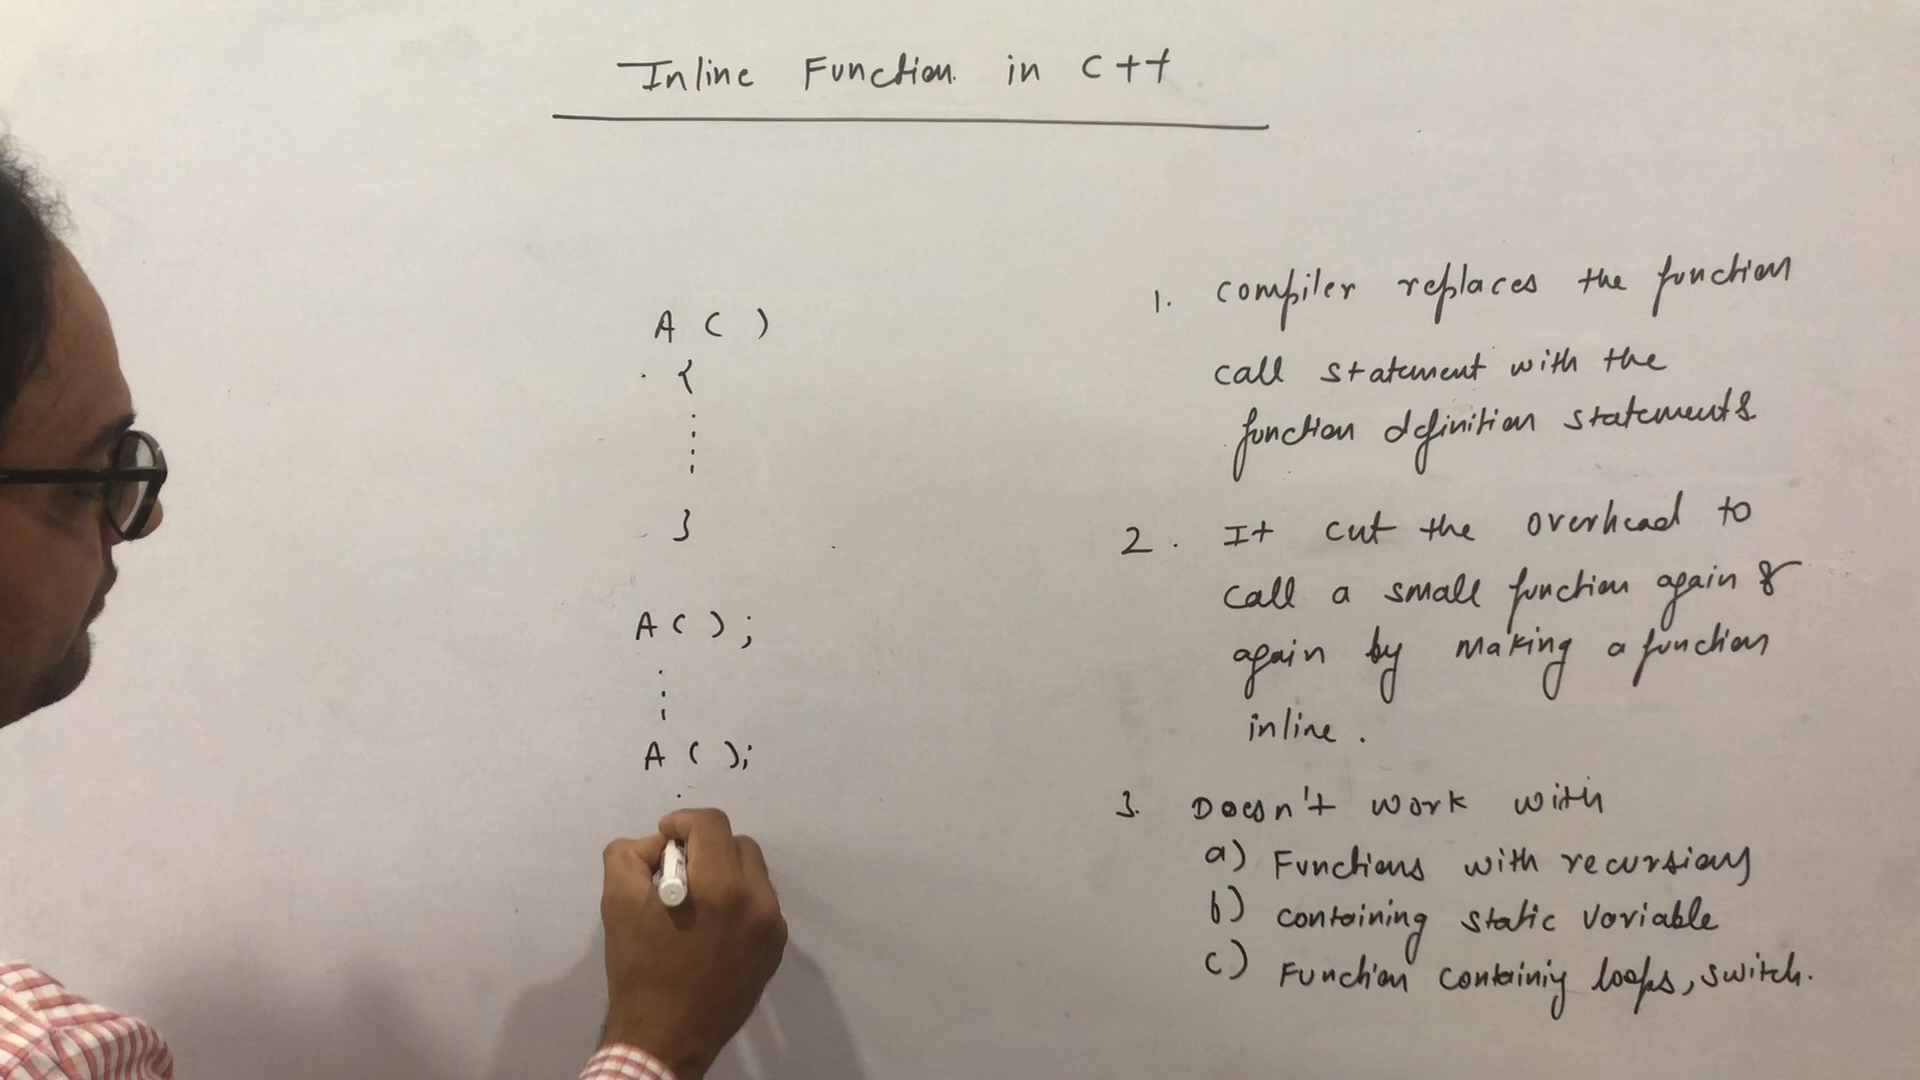 Inline Function in C++
A ( )
{
}
A ( ) ;
A ( ) ;
1. Compiler replaces the function
call statement with the
function definition statements
2. It cut the overhead to
call a small function again &
again by making a function
inline.
3. Doesn't work with
a) Functions with recursions
b) containing static variable
c) Function containing loops, switch.